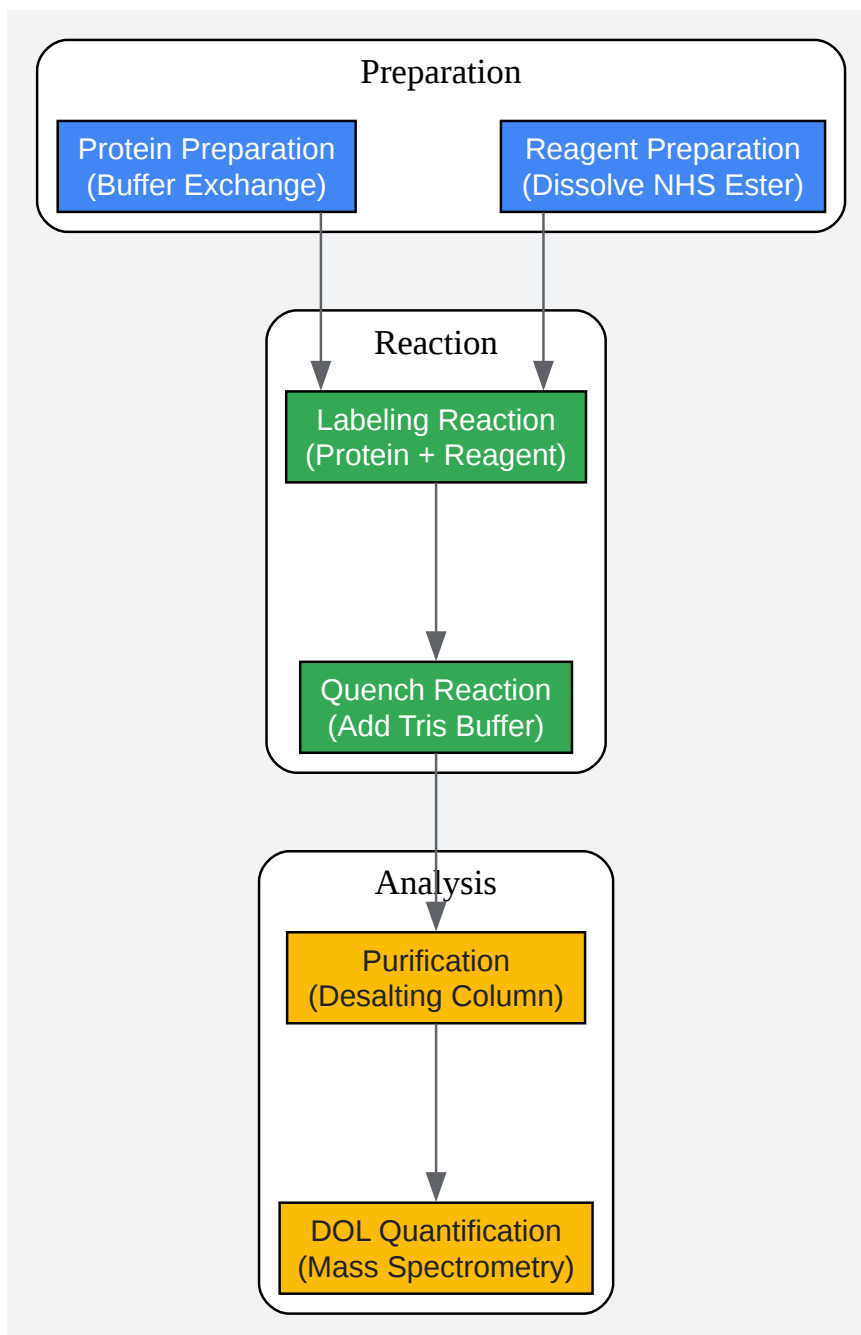 Preparation
Protein Preparation
(Buffer Exchange)
Reagent Preparation
(Dissolve NHS Ester)
Reaction
Labeling Reaction
(Protein + Reagent)
Quench Reaction
(Add Tris Buffer)
Analysis
Purification
(Desalting Column)
DOL Quantification
(Mass Spectrometry)